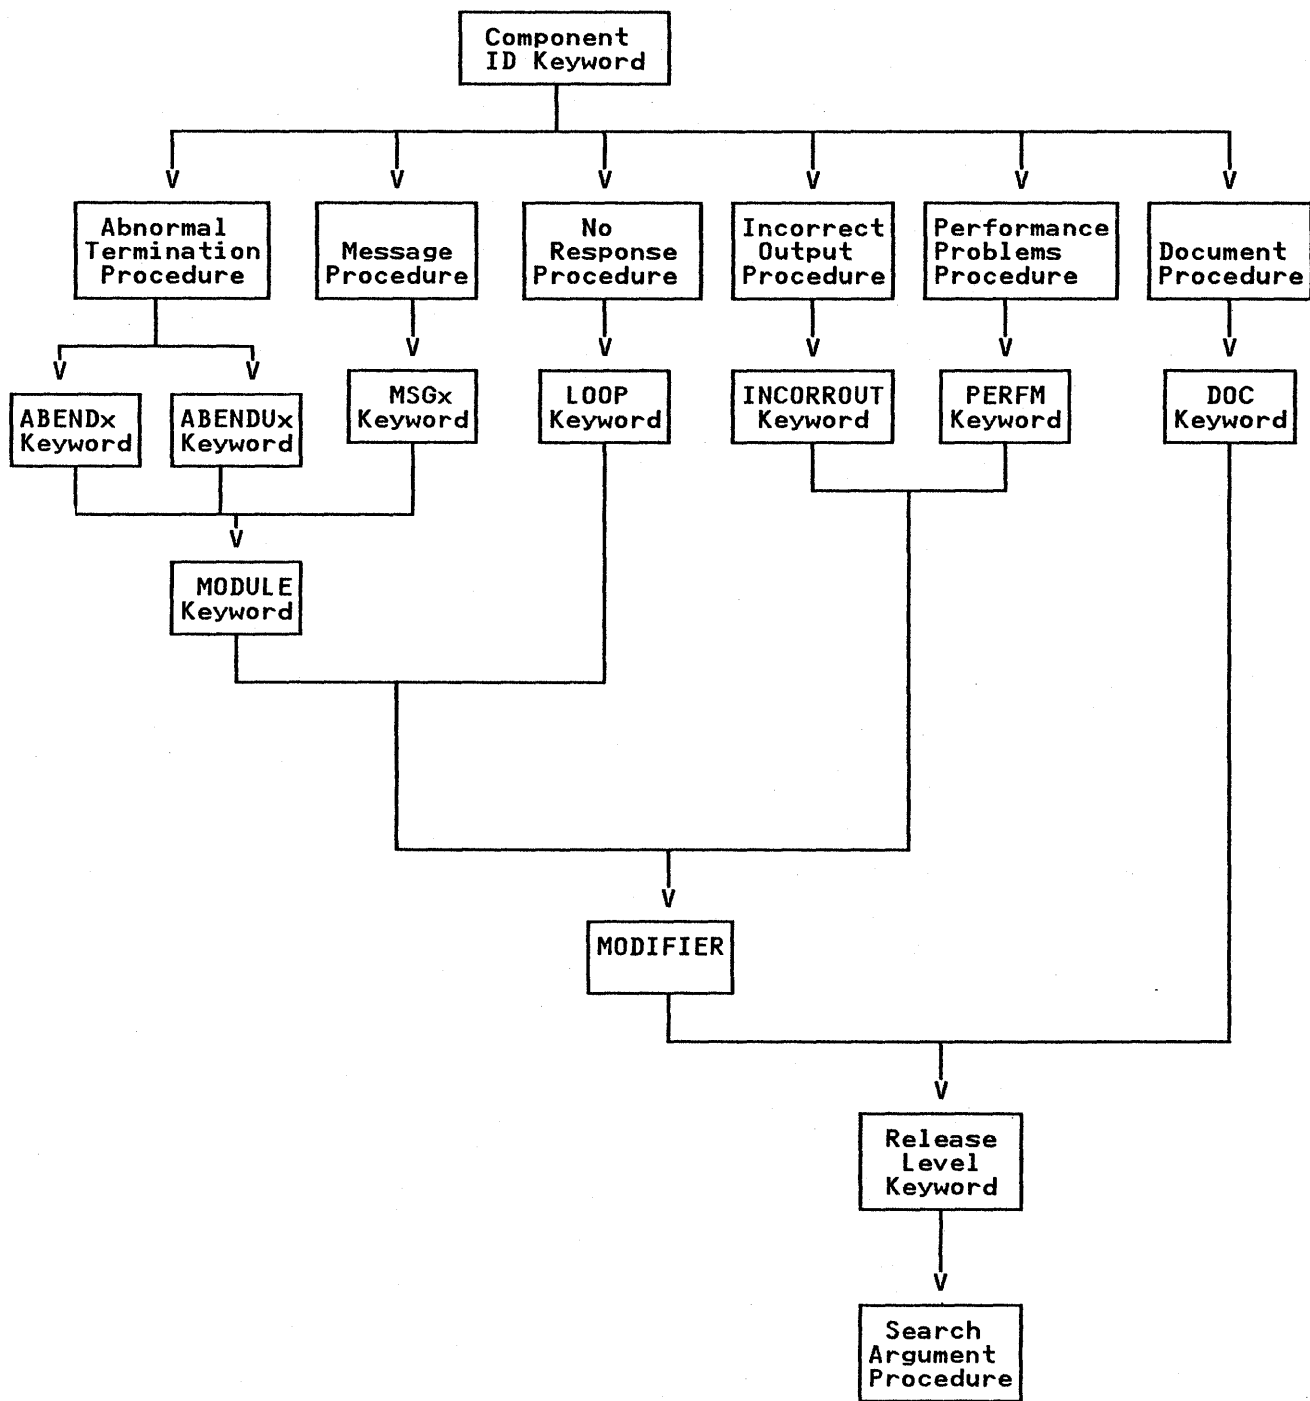 Component
ID Keyword
V V V V V V
Abnormal
Termination
Procedure
Message
Procedure
No
Response
Procedure
Incorrect
Output
Procedure
Performance
Problems
Procedure
Document
Procedure
V V V V V V V
ABENDx
Keyword
ABENDUx
Keyword
MSGx
Keyword
LOOP
Keyword
INCORROUT
Keyword
PERFM
Keyword
DOC
Keyword
V
MODULE
Keyword
V
MODIFIER
V
Release
Level
Keyword
V
Search
Argument
Procedure